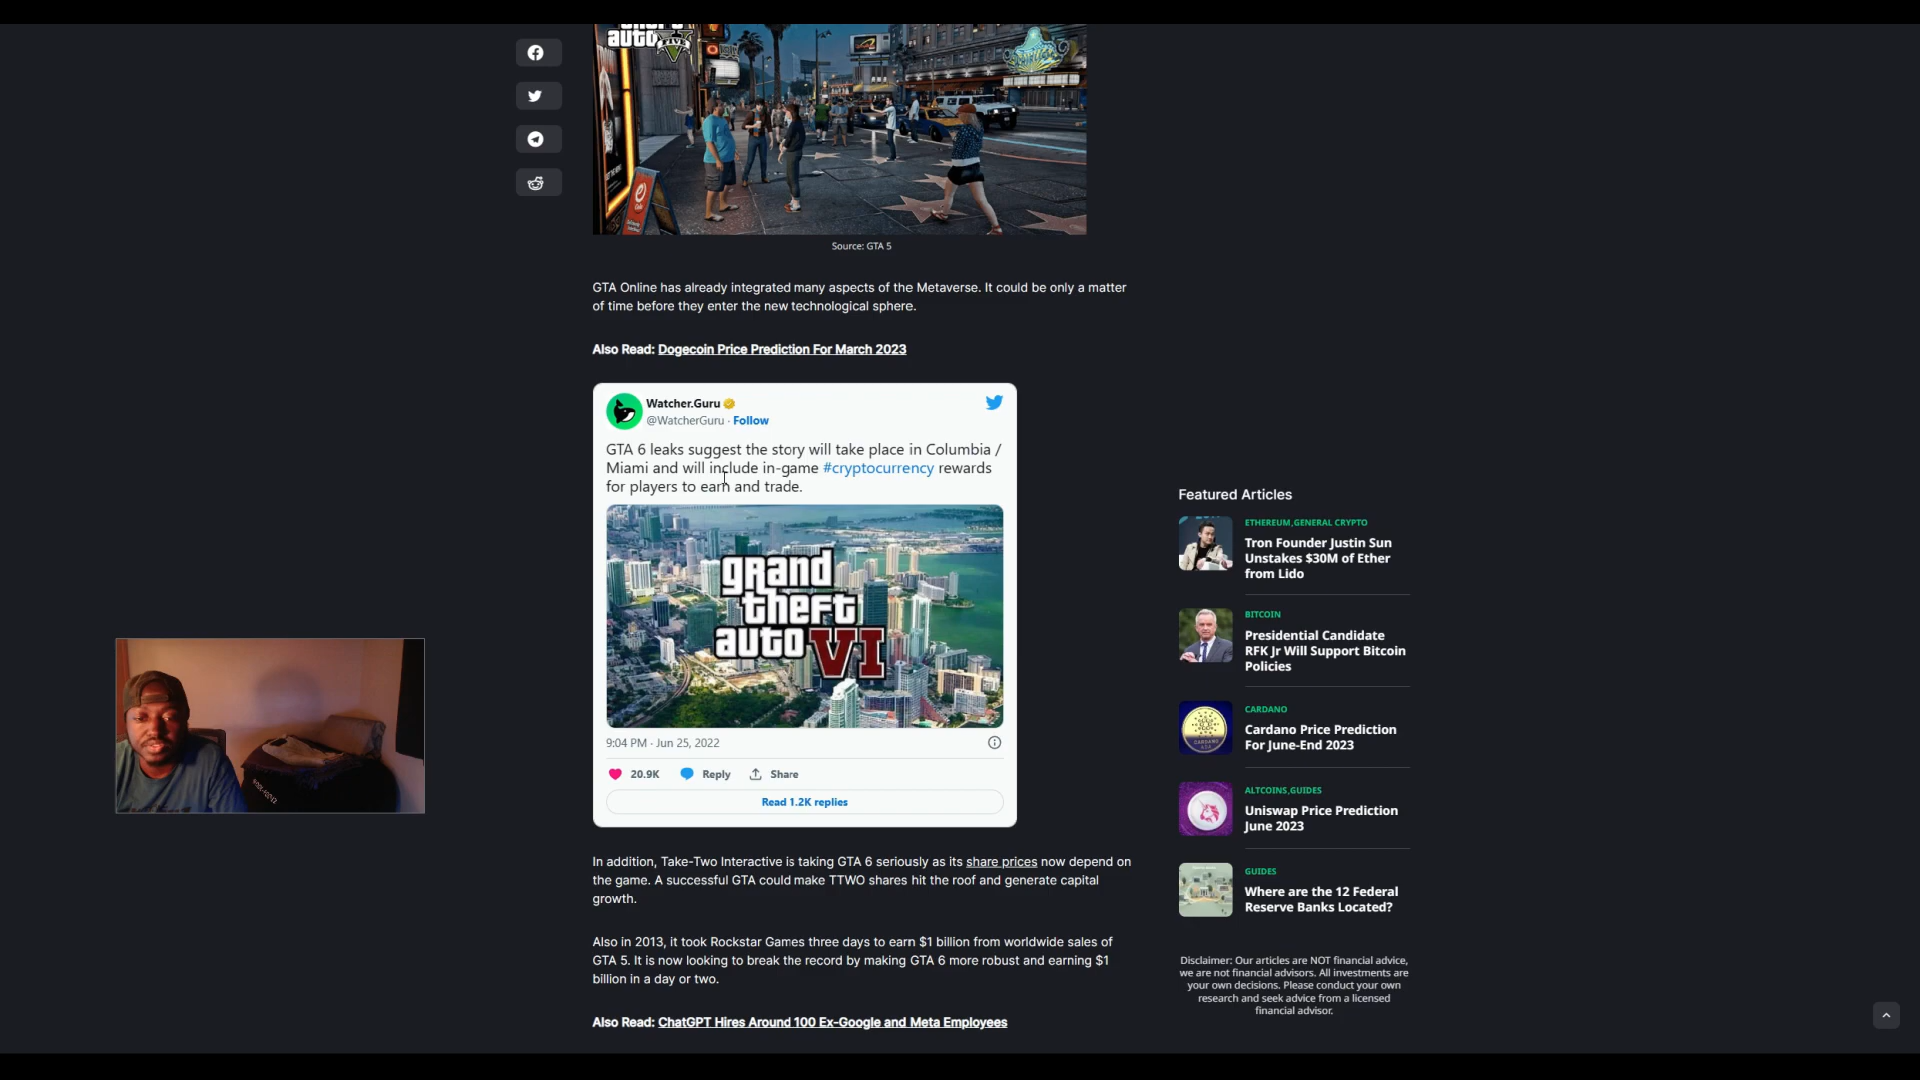 theft
auto V
FIVE
Source: GTA 5
GTA Online has already integrated many aspects of the Metaverse. It could be only a matter
of time before they enter the new technological sphere.
Also Read: Dogecoin Price Prediction For March 2023
Watcher.Guru
@WatcherGuru · Follow
GTA 6 leaks suggest the story will take place in Columbia /
Miami and will include in-game #cryptocurrency rewards
for players to earn and trade.
grand
theft
auto VI
9:04 PM · Jun 25, 2022
20.9K Reply Share
Read 1.2K replies
In addition, Take-Two Interactive is taking GTA 6 seriously as its share prices now depend on
the game. A successful GTA could make TTWO shares hit the roof and generate capital
growth.
Also in 2013, it took Rockstar Games three days to earn $1 billion from worldwide sales of
GTA 5. It is now looking to break the record by making GTA 6 more robust and earning $1
billion in a day or two.
Also Read: ChatGPT Hires Around 100 Ex-Google and Meta Employees
Featured Articles
ETHEREUM,GENERAL CRYPTO
Tron Founder Justin Sun
Unstakes $30M of Ether
from Lido
BITCOIN
Presidential Candidate
RFK Jr Will Support Bitcoin
Policies
CARDANO
Cardano Price Prediction
For June-End 2023
CARDANO
ALTCOINS,GUIDES
Uniswap Price Prediction
June 2023
GUIDES
Where are the 12 Federal
Reserve Banks Located?
Disclaimer: Our articles are NOT financial advice,
we are not financial advisors. All investments are
your own decisions. Please conduct your own
research and seek advice from a licensed
financial advisor.